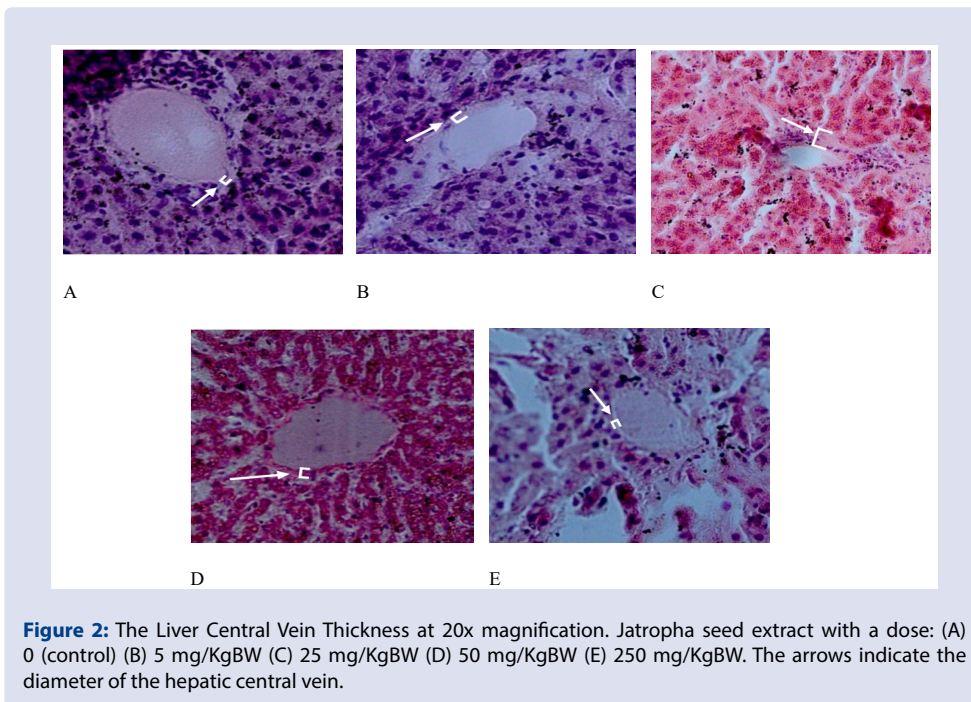 A
B
C
D
E
Figure 2: The Liver Central Vein Thickness at 20x magnification. Jatropha seed extract with a dose: (A)
0 (control) (B) 5 mg/KgBW (C) 25 mg/KgBW (D) 50 mg/KgBW (E) 250 mg/KgBW. The arrows indicate the
diameter of the hepatic central vein.